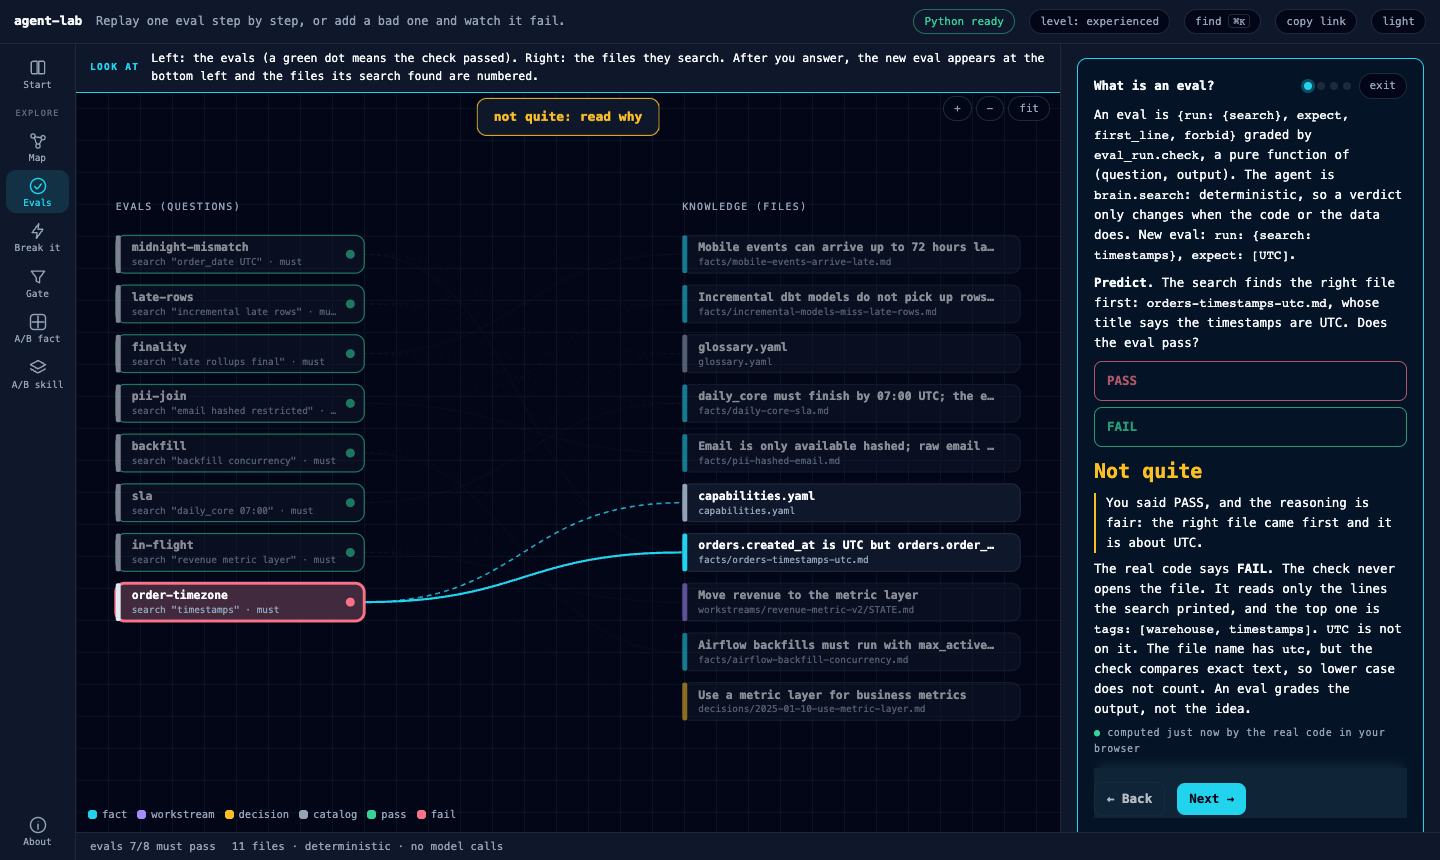 agent-lab Replay one eval step by step, or add a bad one and watch it fail.
Python ready
level: experienced
find ⌘K
copy link
light
Start
EXPLORE
Map
Evals
Break it
Gate
A/B fact
A/B skill
About
LOOK AT
Left: the evals (a green dot means the check passed). Right: the files they search. After you answer, the new eval appears at the
bottom left and the files its search found are numbered.
not quite: read why
+ − fit
EVALS (QUESTIONS)
midnight-mismatch
search "order_date UTC" · must
late-rows
search "incremental late rows" · mu…
finality
search "late rollups final" · must
pii-join
search "email hashed restricted" · …
backfill
search "backfill concurrency" · must
sla
search "daily_core 07:00" · must
in-flight
search "revenue metric layer" · must
order-timezone
search "timestamps" · must
KNOWLEDGE (FILES)
Mobile events can arrive up to 72 hours la…
facts/mobile-events-arrive-late.md
Incremental dbt models do not pick up rows…
facts/incremental-models-miss-late-rows.md
glossary.yaml
glossary.yaml
daily_core must finish by 07:00 UTC; the e…
facts/daily-core-sla.md
Email is only available hashed; raw email …
facts/pii-hashed-email.md
capabilities.yaml
capabilities.yaml
orders.created_at is UTC but orders.order_…
facts/orders-timestamps-utc.md
Move revenue to the metric layer
workstreams/revenue-metric-v2/STATE.md
Airflow backfills must run with max_active…
facts/airflow-backfill-concurrency.md
Use a metric layer for business metrics
decisions/2025-01-10-use-metric-layer.md
fact workstream decision catalog pass fail
evals 7/8 must pass 11 files · deterministic · no model calls
What is an eval?
exit
An eval is {run: {search}, expect,
first_line, forbid} graded by
eval_run.check, a pure function of
(question, output). The agent is
brain.search: deterministic, so a verdict
only changes when the code or the data
does. New eval: run: {search:
timestamps}, expect: [UTC].
Predict. The search finds the right file
first: orders-timestamps-utc.md, whose
title says the timestamps are UTC. Does
the eval pass?
PASS
FAIL
Not quite
You said PASS, and the reasoning is
fair: the right file came first and it
is about UTC.
The real code says FAIL. The check never
opens the file. It reads only the lines
the search printed, and the top one is
tags: [warehouse, timestamps]. UTC is not
on it. The file name has utc, but the
check compares exact text, so lower case
does not count. An eval grades the
output, not the idea.
computed just now by the real code in your
browser
← Back
Next →